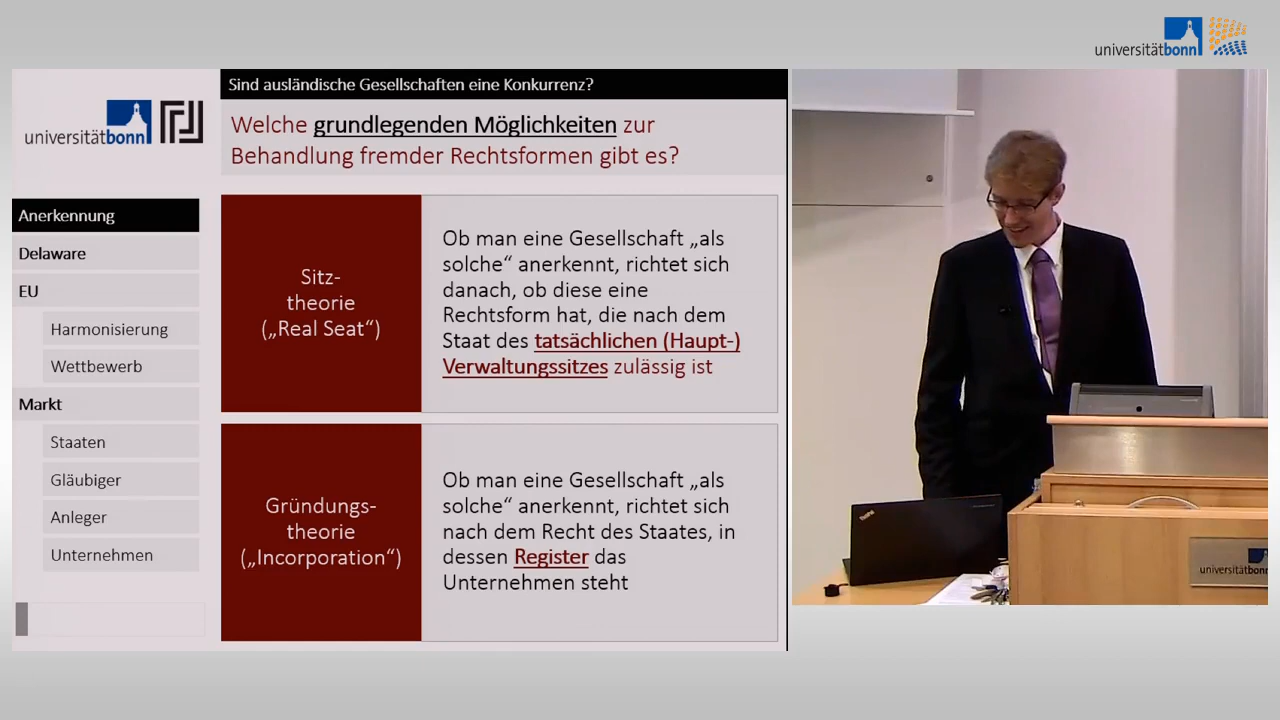 universitätbonn
Sind ausländische Gesellschaften eine Konkurrenz?
universitätbonn
Welche grundlegenden Möglichkeiten zur
Behandlung fremder Rechtsformen gibt es?
Anerkennung
Delaware
EU
Harmonisierung
Wettbewerb
Markt
Staaten
Gläubiger
Anleger
Unternehmen
Sitz-
theorie
(„Real Seat“)
Ob man eine Gesellschaft „als
solche“ anerkennt, richtet sich
danach, ob diese eine
Rechtsform hat, die nach dem
Staat des tatsächlichen (Haupt-)
Verwaltungssitzes zulässig ist
Gründungs-
theorie
(„Incorporation“)
Ob man eine Gesellschaft „als
solche“ anerkennt, richtet sich
nach dem Recht des Staates, in
dessen Register das
Unternehmen steht
ThinkPad
universitätbonn